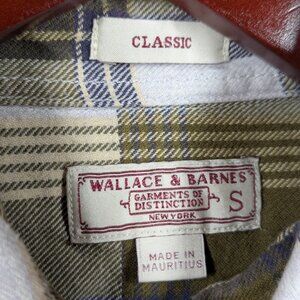 CLASSIC
WALLACE & BARNES
GARMENTS OF
DISTINCTION
NEW YORK
S
MADE IN
MAURITIUS